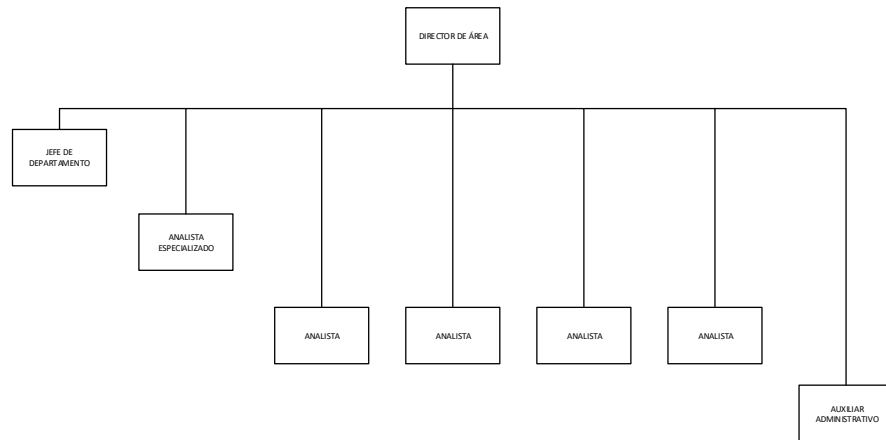 DIRECTOR DE ÁREA
JEFE DE
DEPARTAMENTO
ANALISTA
ESPECIALIZADO
ANALISTA
ANALISTA
ANALISTA
ANALISTA
AUXILIAR
ADMINISTRATIVO